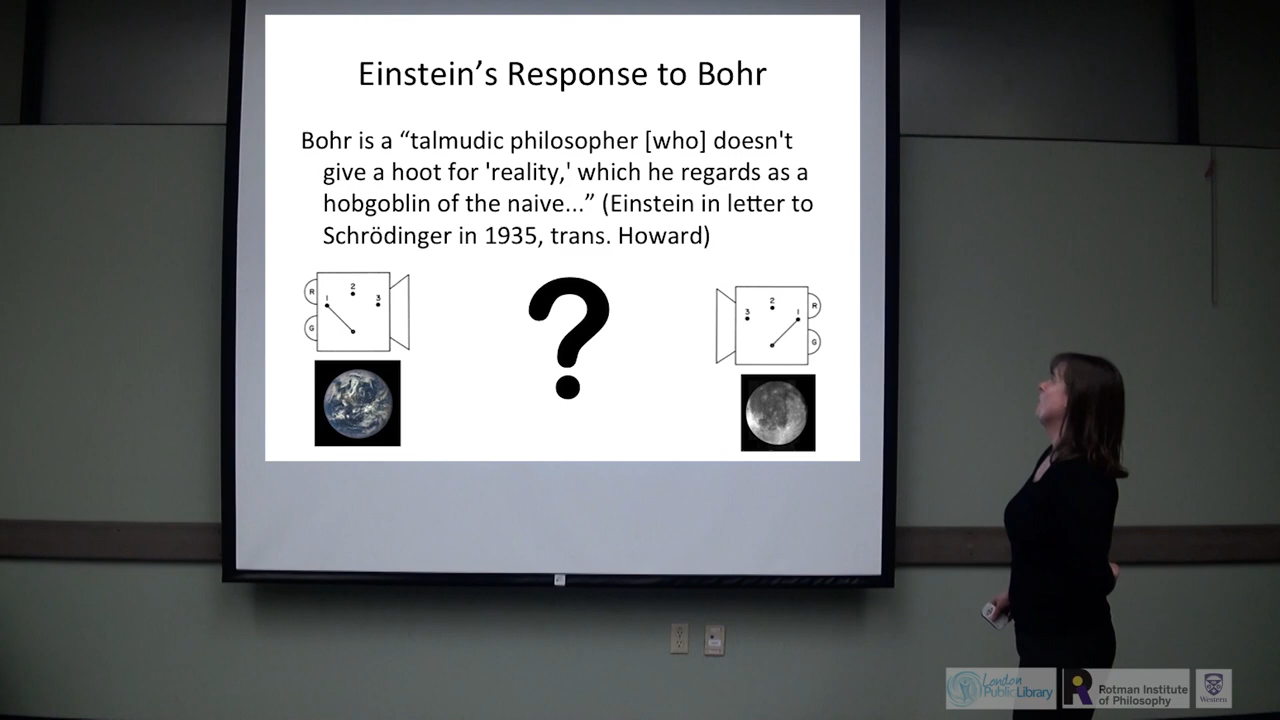 Einstein’s Response to Bohr
Bohr is a “talmudic philosopher [who] doesn't
give a hoot for 'reality,' which he regards as a
hobgoblin of the naive...” (Einstein in letter to
Schrödinger in 1935, trans. Howard)
R
G
1
2
3
3
2
1
R
G
London
Public Library
Rotman Institute
of Philosophy
Western